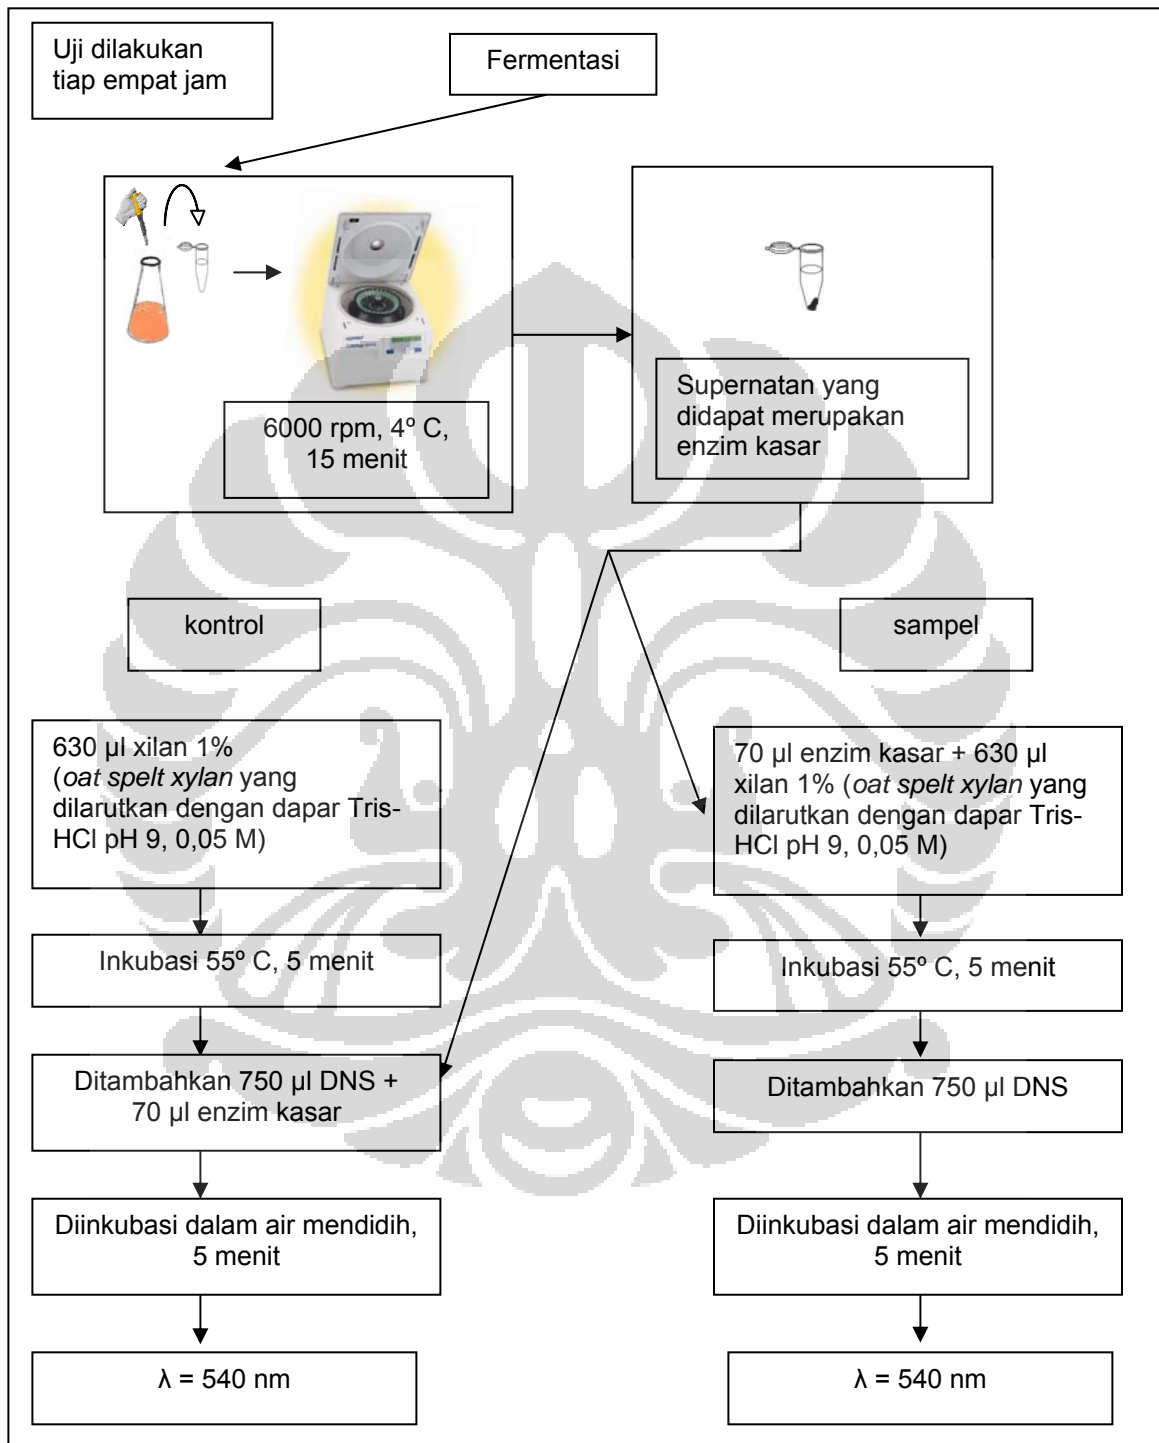 Uji dilakukan
tiap empat jam
Fermentasi
6000 rpm, 4º C,
15 menit
Supernatan yang
didapat merupakan
enzim kasar
kontrol
sampel
630 µl xilan 1%
(oat spelt xylan yang
dilarutkan dengan dapar Tris-
HCl pH 9, 0,05 M)
70 µl enzim kasar + 630 µl
xilan 1% (oat spelt xylan yang
dilarutkan dengan dapar Tris-
HCl pH 9, 0,05 M)
Inkubasi 55º C, 5 menit
Inkubasi 55º C, 5 menit
Ditambahkan 750 µl DNS +
70 µl enzim kasar
Ditambahkan 750 µl DNS
Diinkubasi dalam air mendidih,
5 menit
Diinkubasi dalam air mendidih,
5 menit
λ = 540 nm
λ = 540 nm